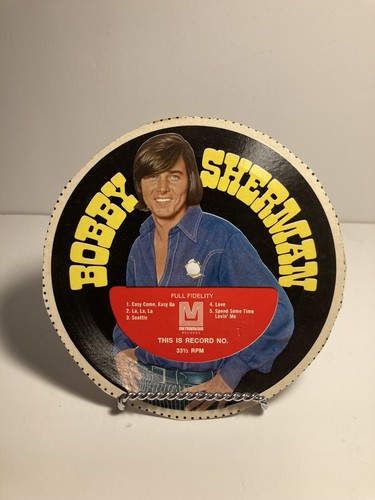 BOBBY SHERMAN
FULL FIDELITY
1. Easy Come, Easy Go
2. La, La, La
3. Seattle
4. Love
5. Spend Some Time
Lovin' Me
M
METROMEDIA
RECORDS
THIS IS RECORD NO.
33⅓ RPM